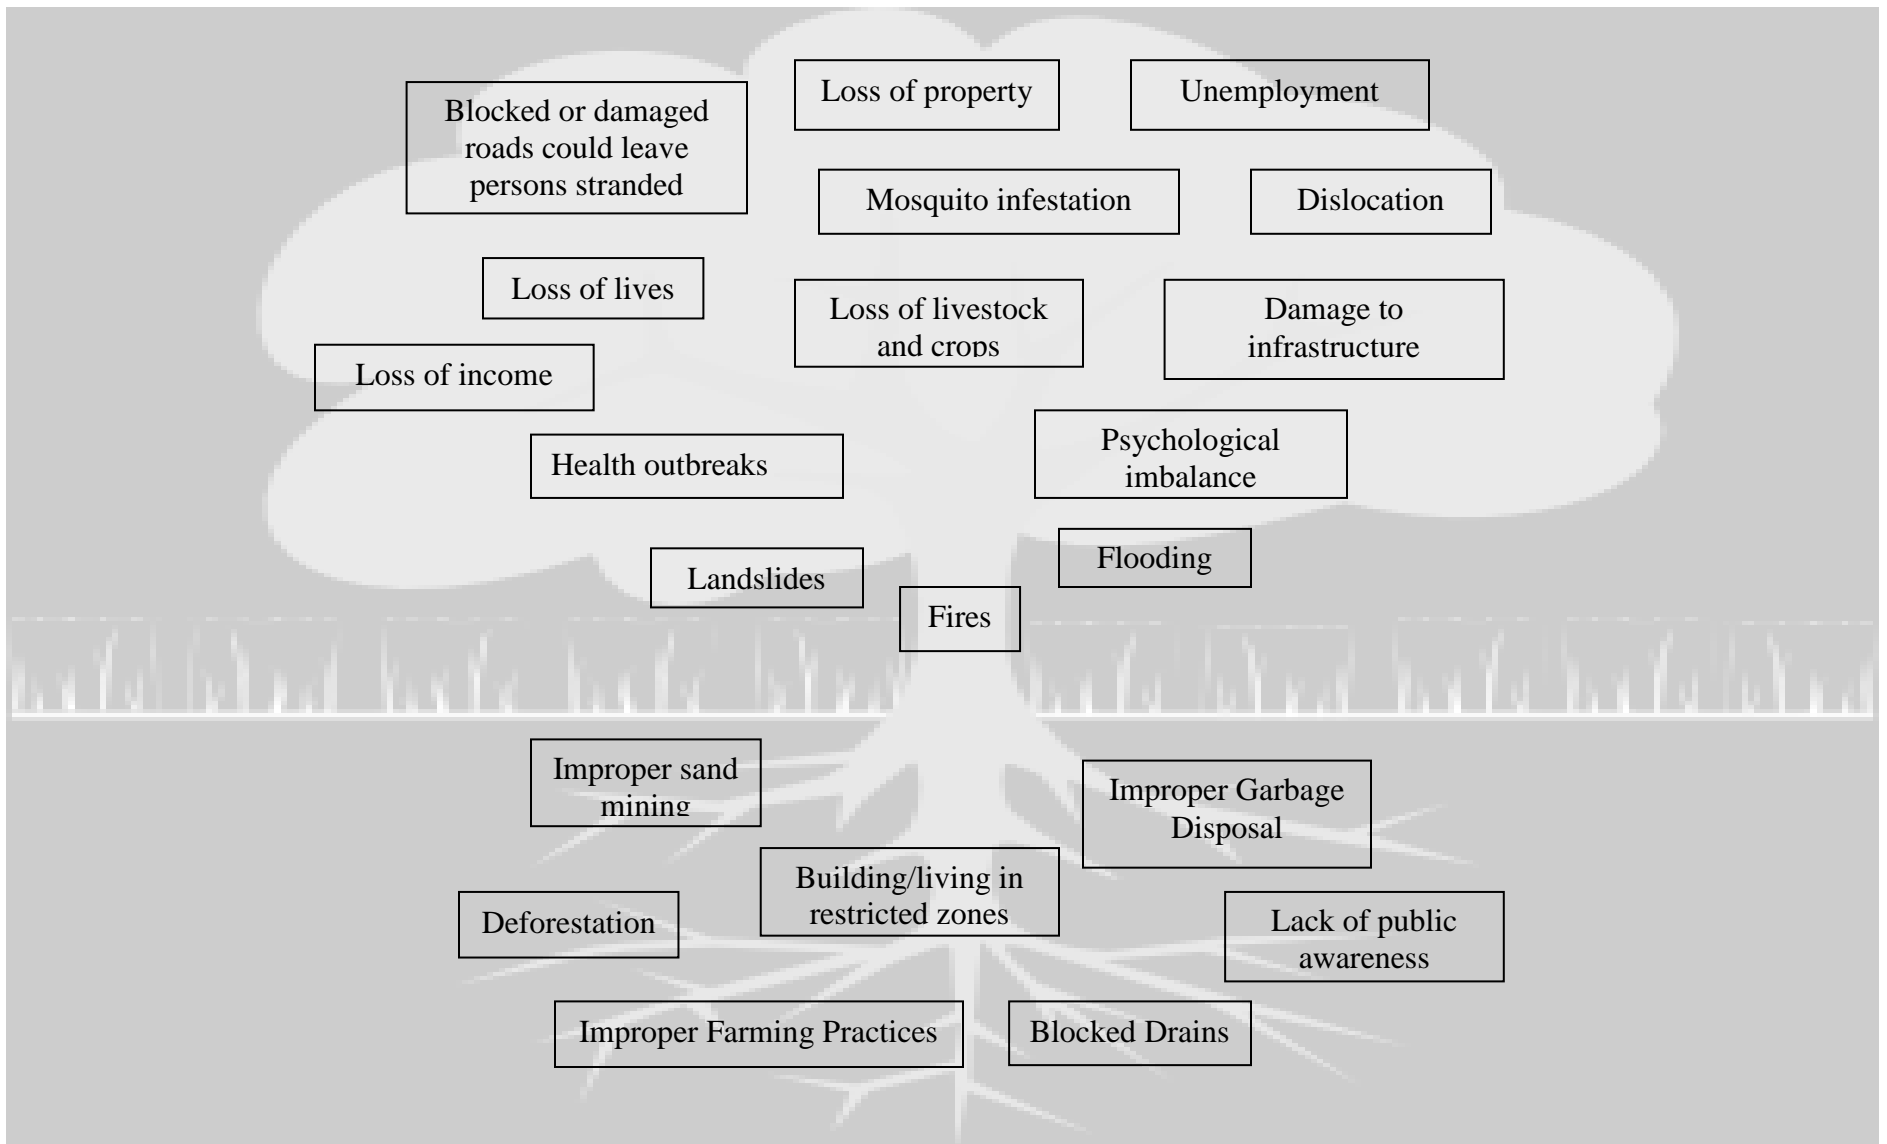 Loss of property
Unemployment
Blocked or damaged
roads could leave
persons stranded
Mosquito infestation
Dislocation
Loss of lives
Loss of livestock
and crops
Damage to
infrastructure
Loss of income
Health outbreaks
Psychological
imbalance
Flooding
Landslides
Fires
Improper sand
mining
Improper Garbage
Disposal
Building/living in
restricted zones
Deforestation
Lack of public
awareness
Improper Farming Practices
Blocked Drains